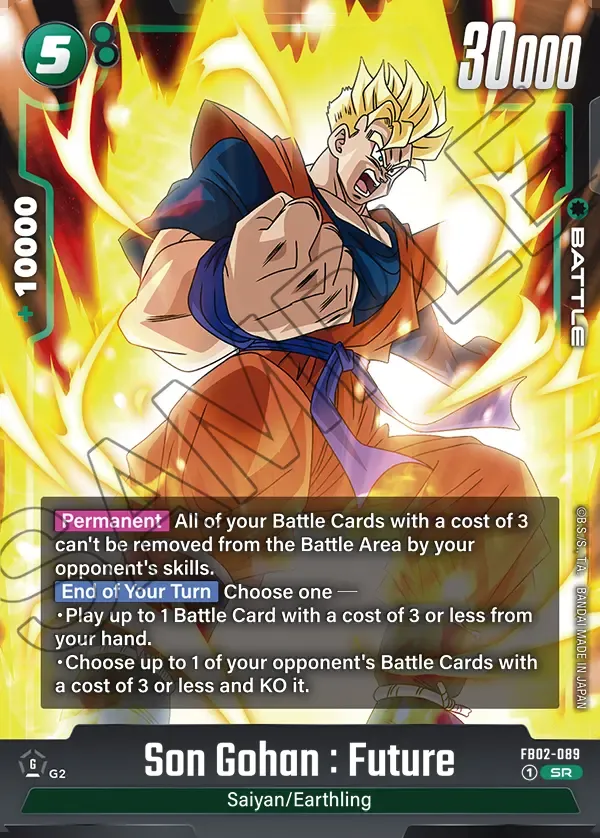 5
30000
+10000
BATTLE
SAMPLE
Permanent All of your Battle Cards with a cost of 3
can't be removed from the Battle Area by your
opponent's skills.
End of Your Turn Choose one —
•Play up to 1 Battle Card with a cost of 3 or less from
your hand.
•Choose up to 1 of your opponent's Battle Cards with
a cost of 3 or less and KO it.
©B.S./S., T.A. BANDAI MADE IN JAPAN
G G2
Son Gohan : Future
FB02-089
1 SR
Saiyan/Earthling